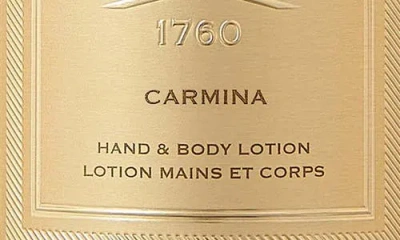 1760
CARMINA
HAND & BODY LOTION
LOTION MAINS ET CORPS